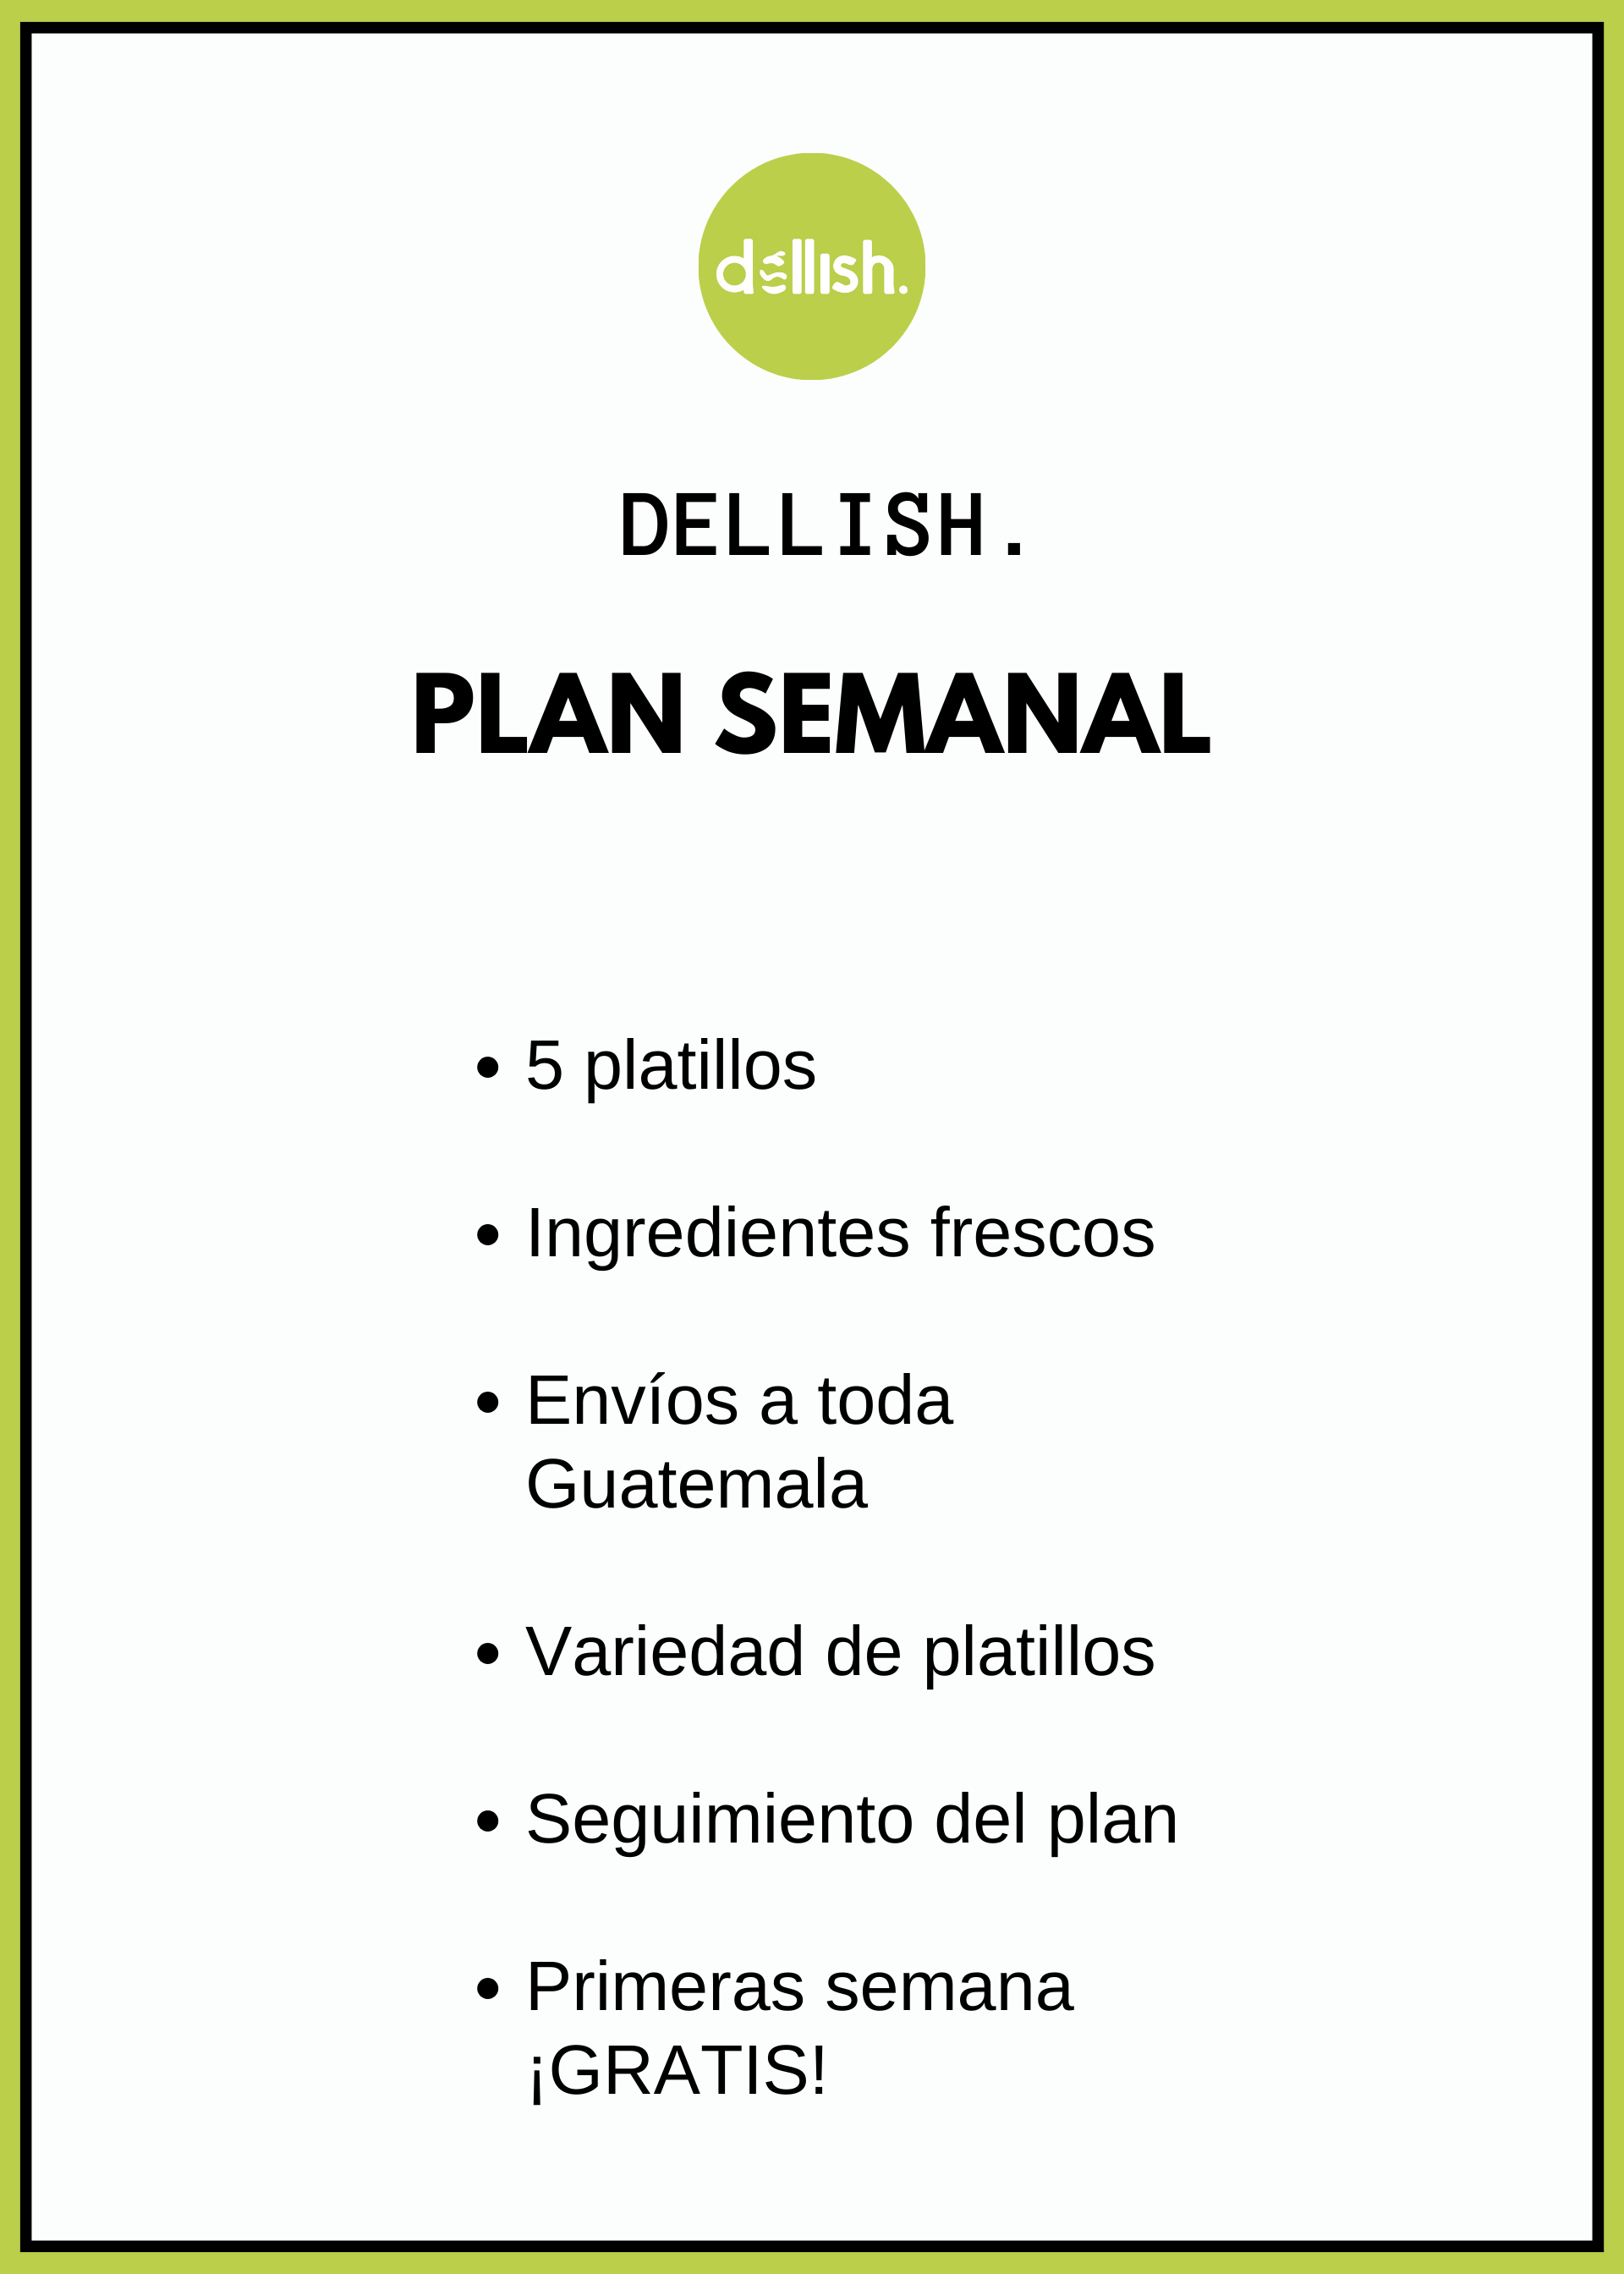 dellish.
DELLISH.
PLAN SEMANAL
• 5 platillos
• Ingredientes frescos
• Envíos a toda
Guatemala
• Variedad de platillos
• Seguimiento del plan
• Primeras semana
¡GRATIS!